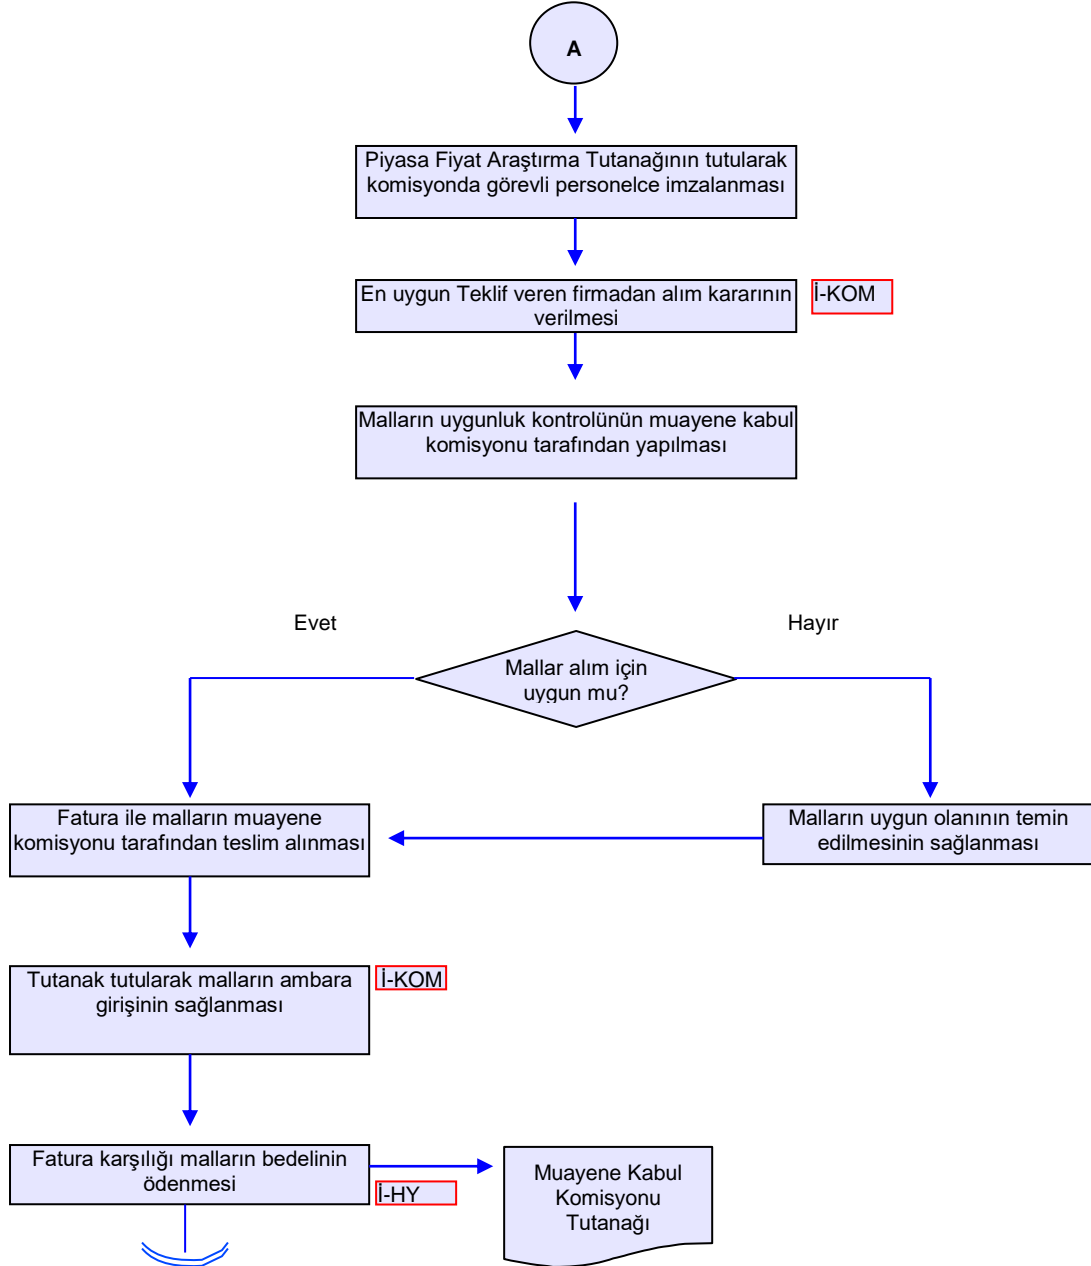 A
Piyasa Fiyat Araştırma Tutanağının tutularak
komisyonda görevli personelce imzalanması
En uygun Teklif veren firmadan alım kararının
verilmesi
İ-KOM
Malların uygunluk kontrolünün muayene kabul
komisyonu tarafından yapılması
Evet
Hayır
Mallar alım için
uygun mu?
Fatura ile malların muayene
komisyonu tarafından teslim alınması
Malların uygun olanının temin
edilmesinin sağlanması
Tutanak tutularak malların ambara
girişinin sağlanması
İ-KOM
Fatura karşılığı malların bedelinin
ödenmesi
İ-HY
Muayene Kabul
Komisyonu
Tutanağı